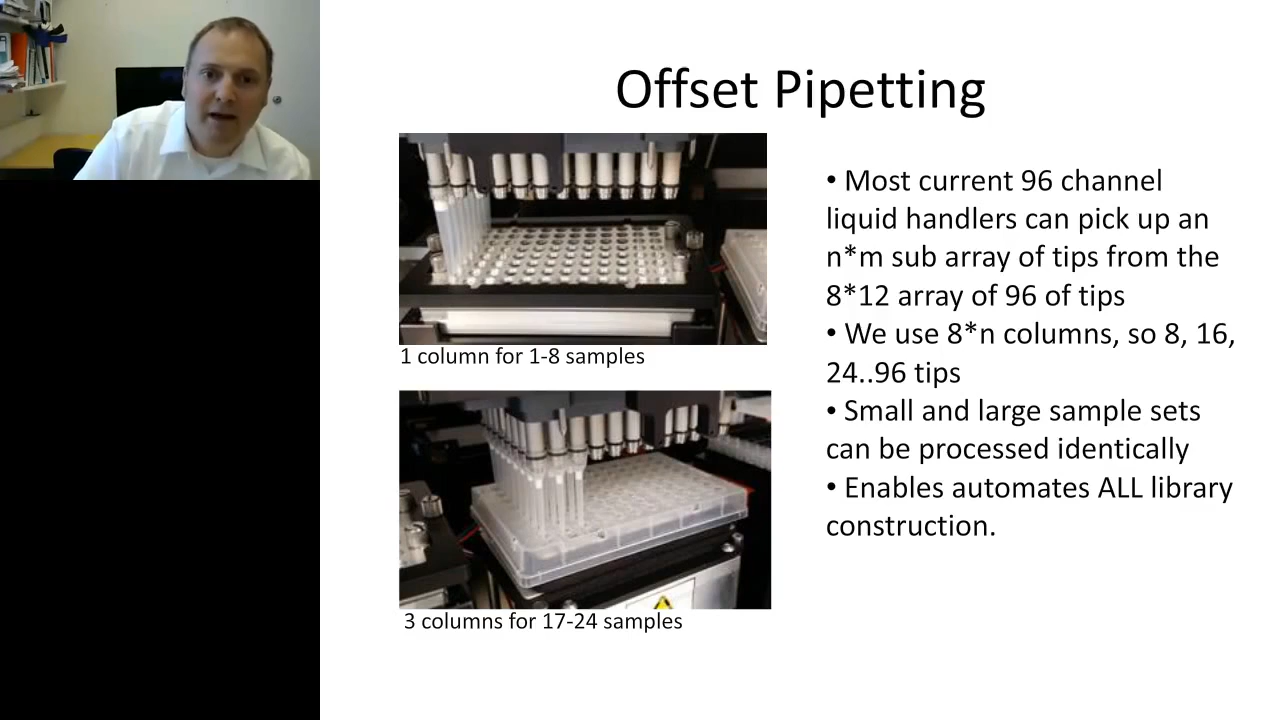 Offset Pipetting
1 column for 1-8 samples
3 columns for 17-24 samples
• Most current 96 channel
liquid handlers can pick up an
n*m sub array of tips from the
8*12 array of 96 of tips
• We use 8*n columns, so 8, 16,
24..96 tips
• Small and large sample sets
can be processed identically
• Enables automates ALL library
construction.